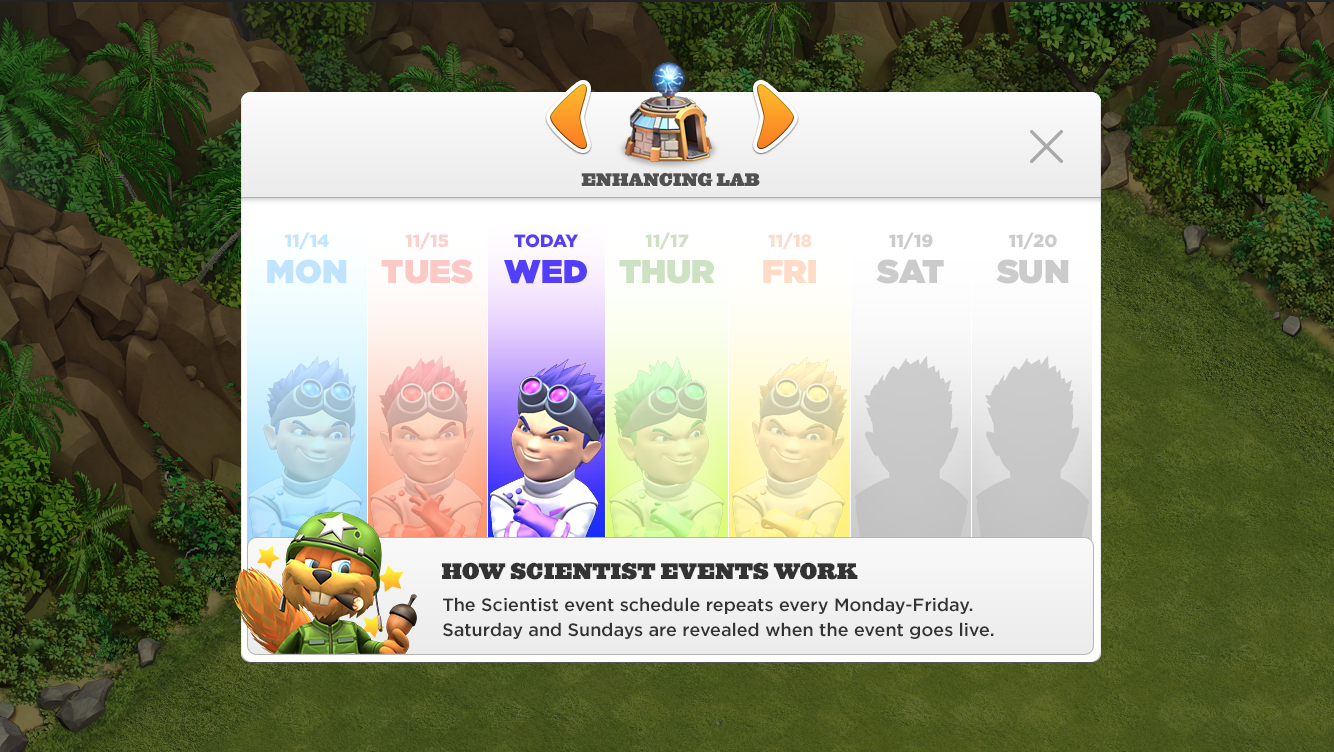 ENHANCING LAB
11/14
MON
11/15
TUES
TODAY
WED
11/17
THUR
11/18
FRI
11/19
SAT
11/20
SUN
HOW SCIENTIST EVENTS WORK
The Scientist event schedule repeats every Monday-Friday.
Saturday and Sundays are revealed when the event goes live.